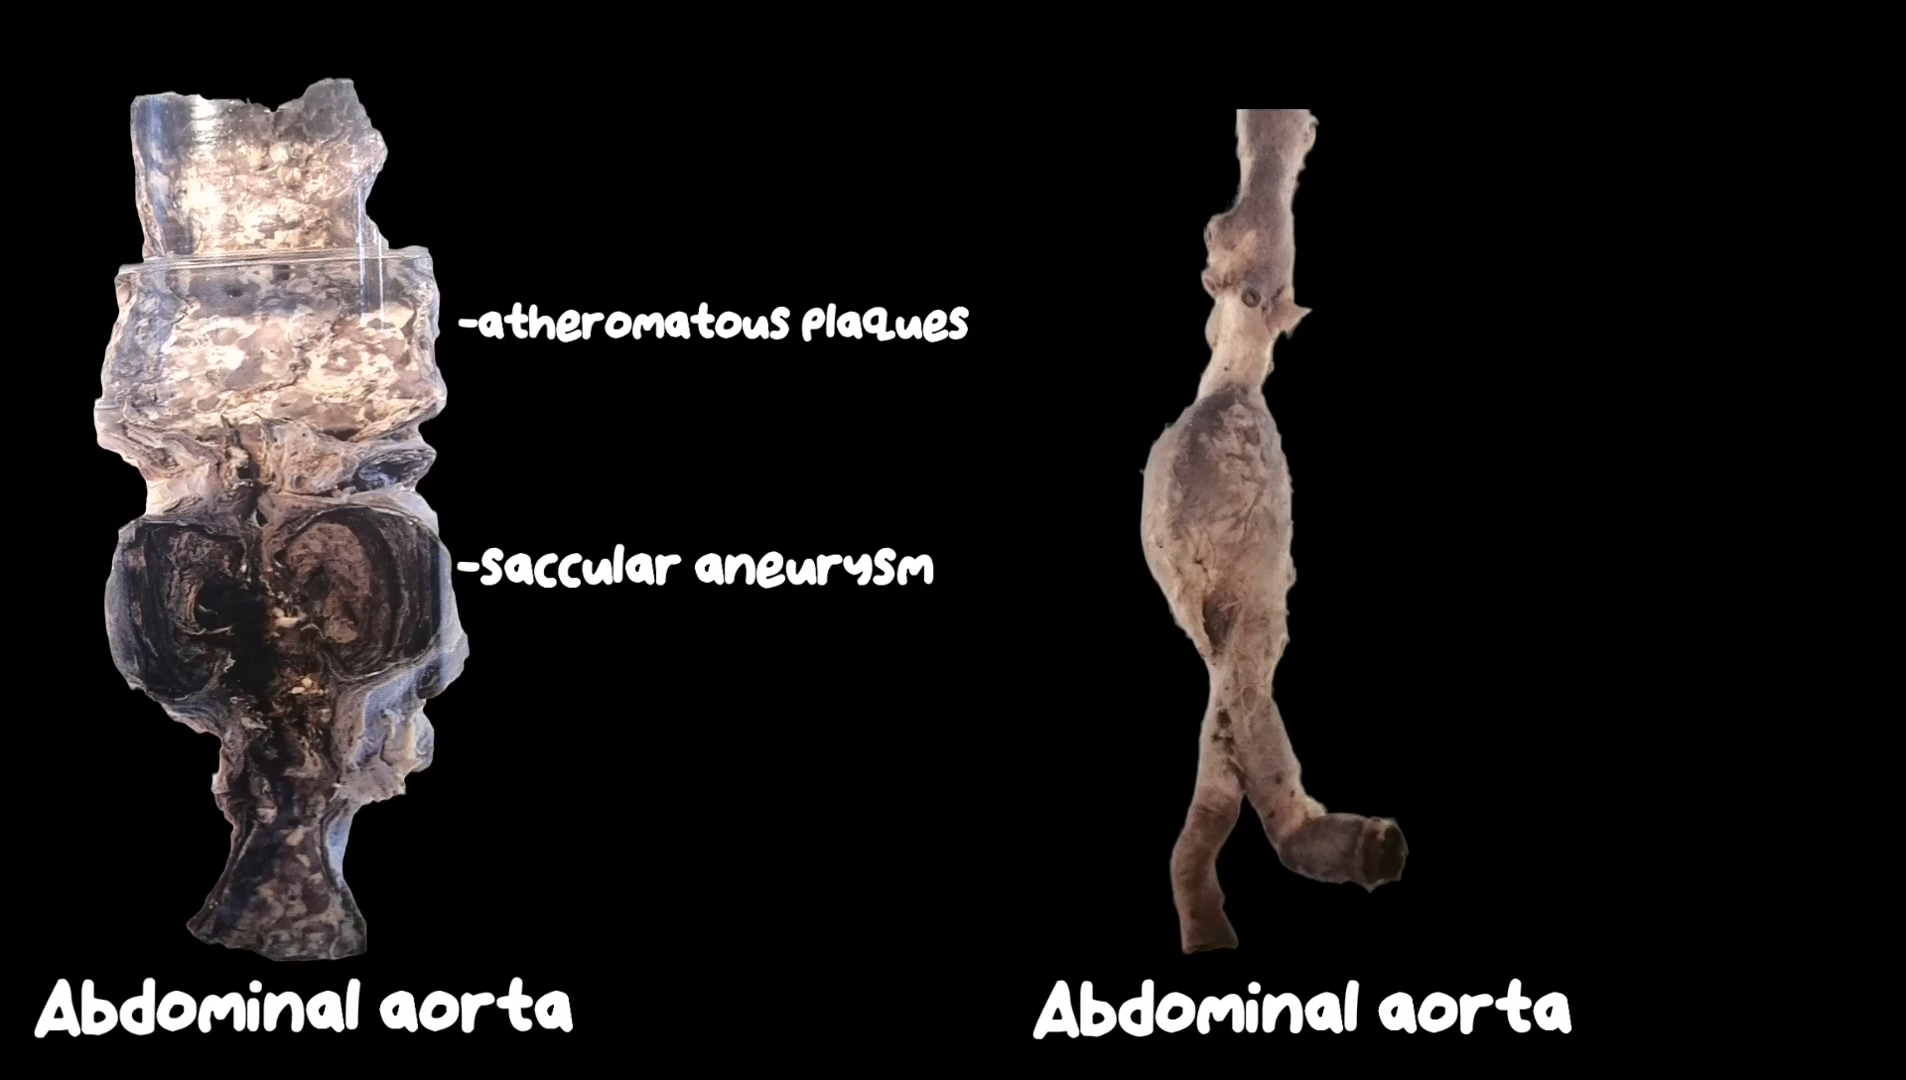 -atheromatous plaques
-saccular aneurysm
Abdominal aorta
Abdominal aorta